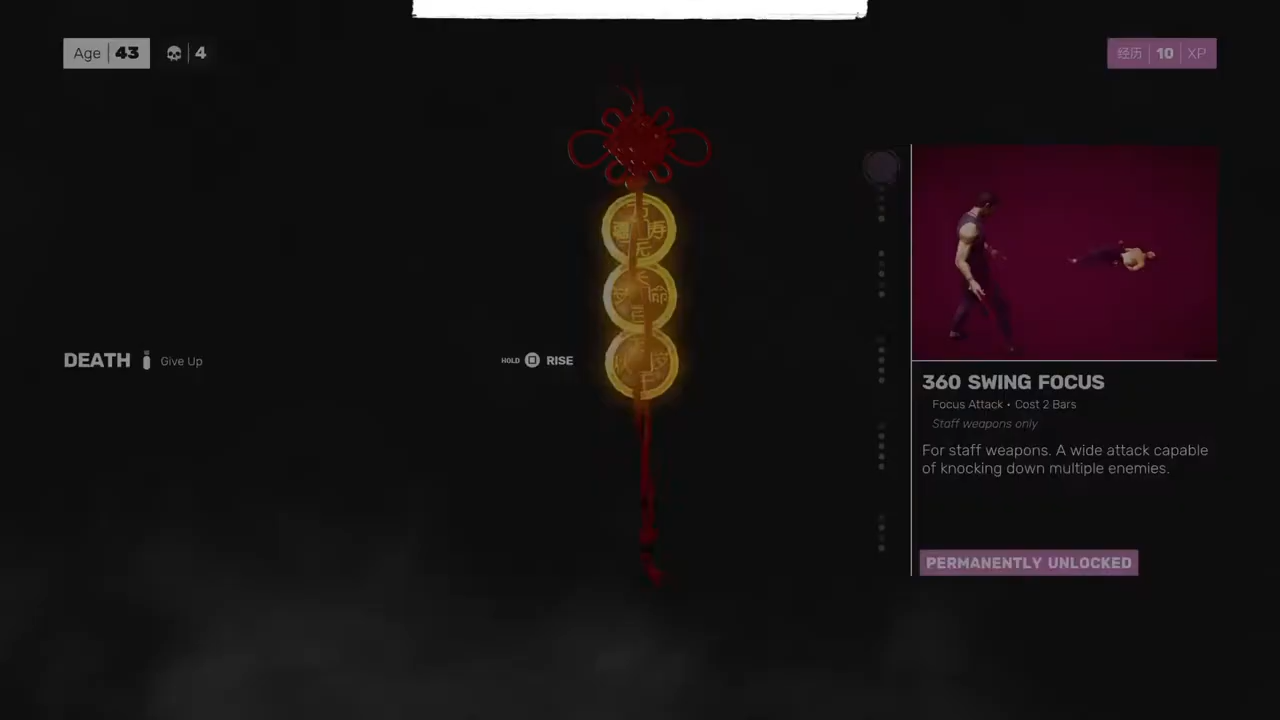 Age 43 4
经历 10 XP
DEATH Give Up
HOLD RISE
360 SWING FOCUS
Focus Attack • Cost 2 Bars
Staff weapons only
For staff weapons. A wide attack capable
of knocking down multiple enemies.
PERMANENTLY UNLOCKED